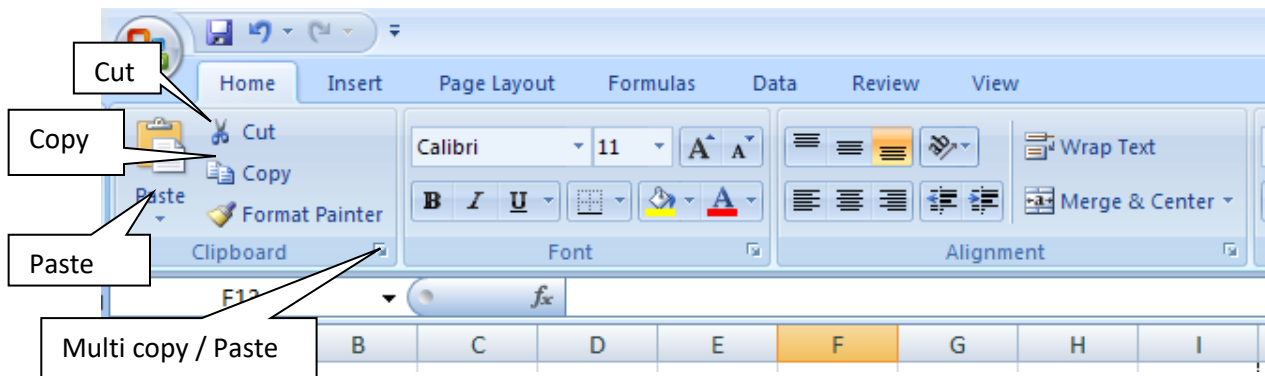 Cut
Home Insert Page Layout Formulas Data Review View
Copy
Cut
Calibri 11 A A Wrap Text
Copy
Paste
Format Painter
B I U A Merge & Center
Paste
Clipboard Font Alignment
F12 fx
Multi copy / Paste
B C D E F G H I